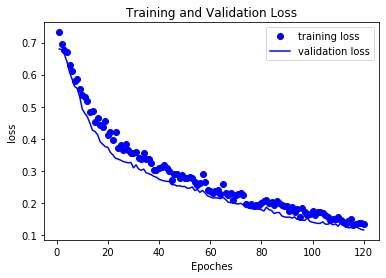 Training and Validation Loss
training loss
validation loss
loss
0.7
0.6
0.5
0.4
0.3
0.2
0.1
0 20 40 60 80 100 120
Epoches